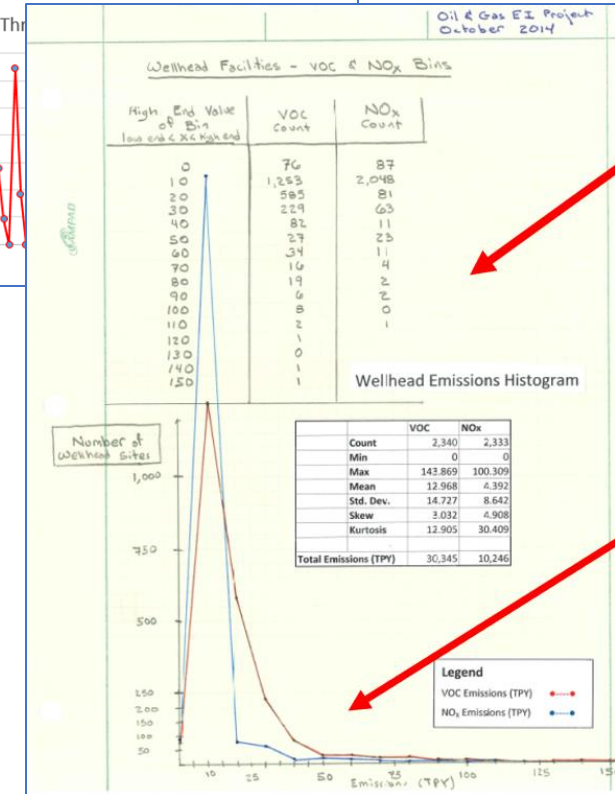 Thr
Oil & Gas EI Project
October 2014
Wellhead Facilties - VOC & NOx Bins
High End Value of Bin
low end < X < High end
VOC Count
NOx Count
0 76 87
10 1,253 2,048
20 585 81
30 229 63
40 82 11
50 27 23
60 34 11
70 16 4
80 19 2
90 6 2
100 8 0
110 2 1
120 1
130 0
140 1
150 1
AMPAD
Wellhead Emissions Histogram
Number of
Wellhead Sites
VOC NOx
Count 2,340 2,333
Min 0 0
Max 143.869 100.309
Mean 12.968 4.392
Std. Dev. 14.727 8.642
Skew 3.032 4.908
Kurtosis 12.905 30.409
Total Emissions (TPY) 30,345 10,246
1,000
750
500
250
200
150
100
50
Legend
VOC Emissions (TPY)
NOx Emissions (TPY)
10 25 50 75 100 125 150
Emissions (TPY)